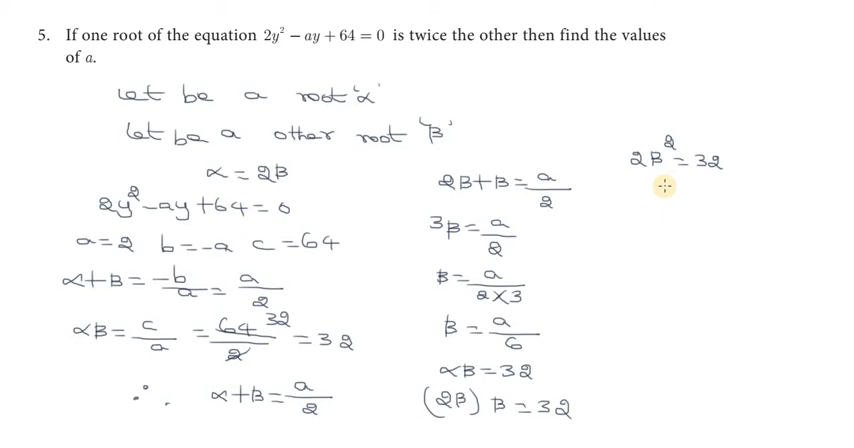 5. If one root of the equation 2y² − ay + 64 = 0 is twice the other then find the values
of a.
Let be a root 'α'
Let be a other root 'β'
α = 2β
2y² − ay + 64 = 0
a = 2 b = −a c = 64
α + β = −b/a = a/2
αβ = c/a = 64/2 32 = 32
∴ α + β = a/2
2β + β = a/2
3β = a/2
β = a/(2×3)
β = a/6
αβ = 32
(2β) β = 32
2β² = 32